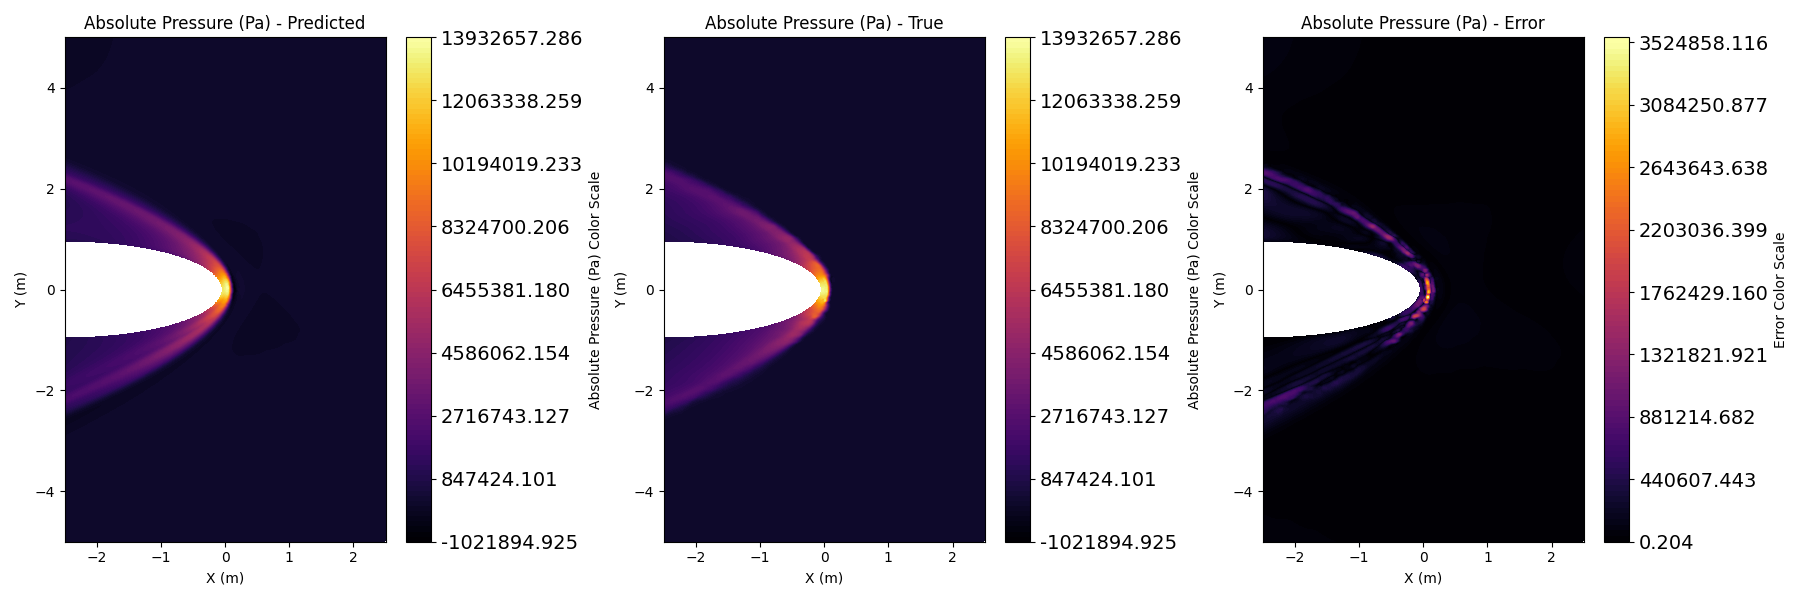 Absolute Pressure (Pa) - Predicted
4
2
0
−2
−4
Y (m)
−2 −1 0 1 2
X (m)
13932657.286
12063338.259
10194019.233
8324700.206
6455381.180
4586062.154
2716743.127
847424.101
-1021894.925
Absolute Pressure (Pa) Color Scale
Absolute Pressure (Pa) - True
4
2
0
−2
−4
Y (m)
−2 −1 0 1 2
X (m)
13932657.286
12063338.259
10194019.233
8324700.206
6455381.180
4586062.154
2716743.127
847424.101
-1021894.925
Absolute Pressure (Pa) Color Scale
Absolute Pressure (Pa) - Error
4
2
0
−2
−4
Y (m)
−2 −1 0 1 2
X (m)
3524858.116
3084250.877
2643643.638
2203036.399
1762429.160
1321821.921
881214.682
440607.443
0.204
Error Color Scale